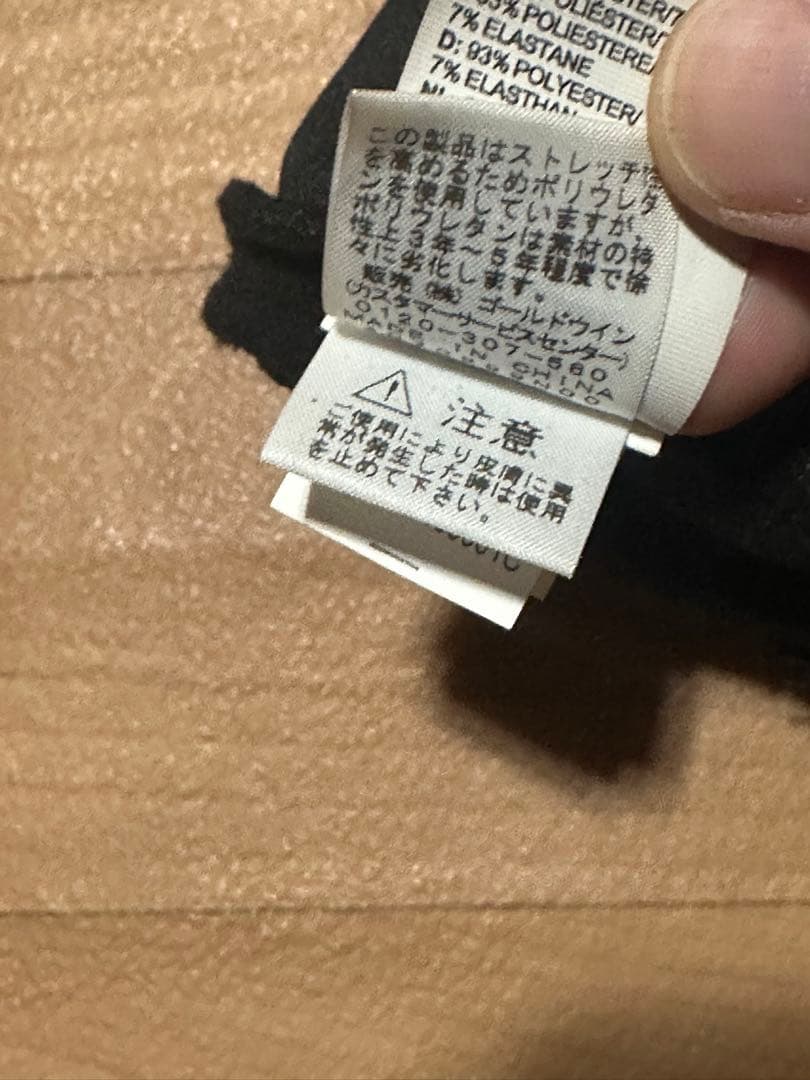 POLIESTERE/
7% ELASTANE
D: 93% POLYESTER/
7% ELASTHAN
この製品はストレッチ性
を高めるためポリウレタ
ンを使用していますが、
ポリウレタンは素材の特
性上3年〜5年程度で徐
々に劣化します。
販売 (株) ゴールドウイン
(カスタマーサービスセンター)
0120-307-560
MADE IN CHINA
注意
ご使用により皮膚に異
常が発生した時は使用
を止めて下さい。